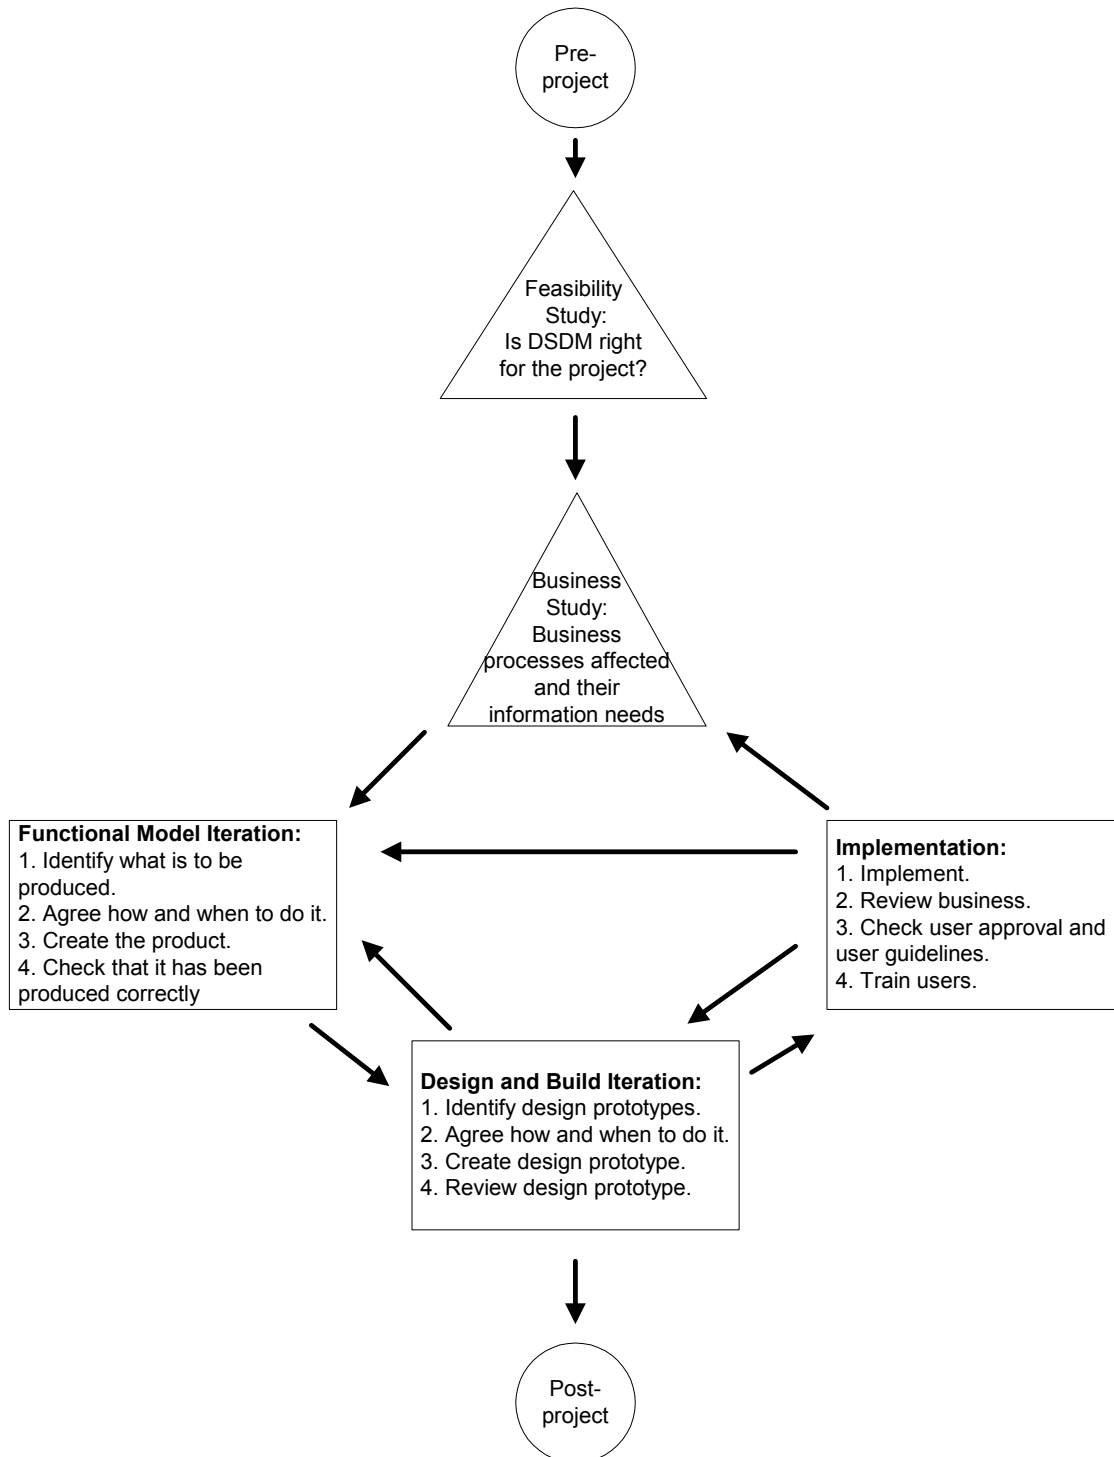 Pre-
project
Feasibility
Study:
Is DSDM right
for the project?
Business
Study:
Business
processes affected
and their
information needs
Functional Model Iteration:
1. Identify what is to be
produced.
2. Agree how and when to do it.
3. Create the product.
4. Check that it has been
produced correctly
Implementation:
1. Implement.
2. Review business.
3. Check user approval and
user guidelines.
4. Train users.
Design and Build Iteration:
1. Identify design prototypes.
2. Agree how and when to do it.
3. Create design prototype.
4. Review design prototype.
Post-
project